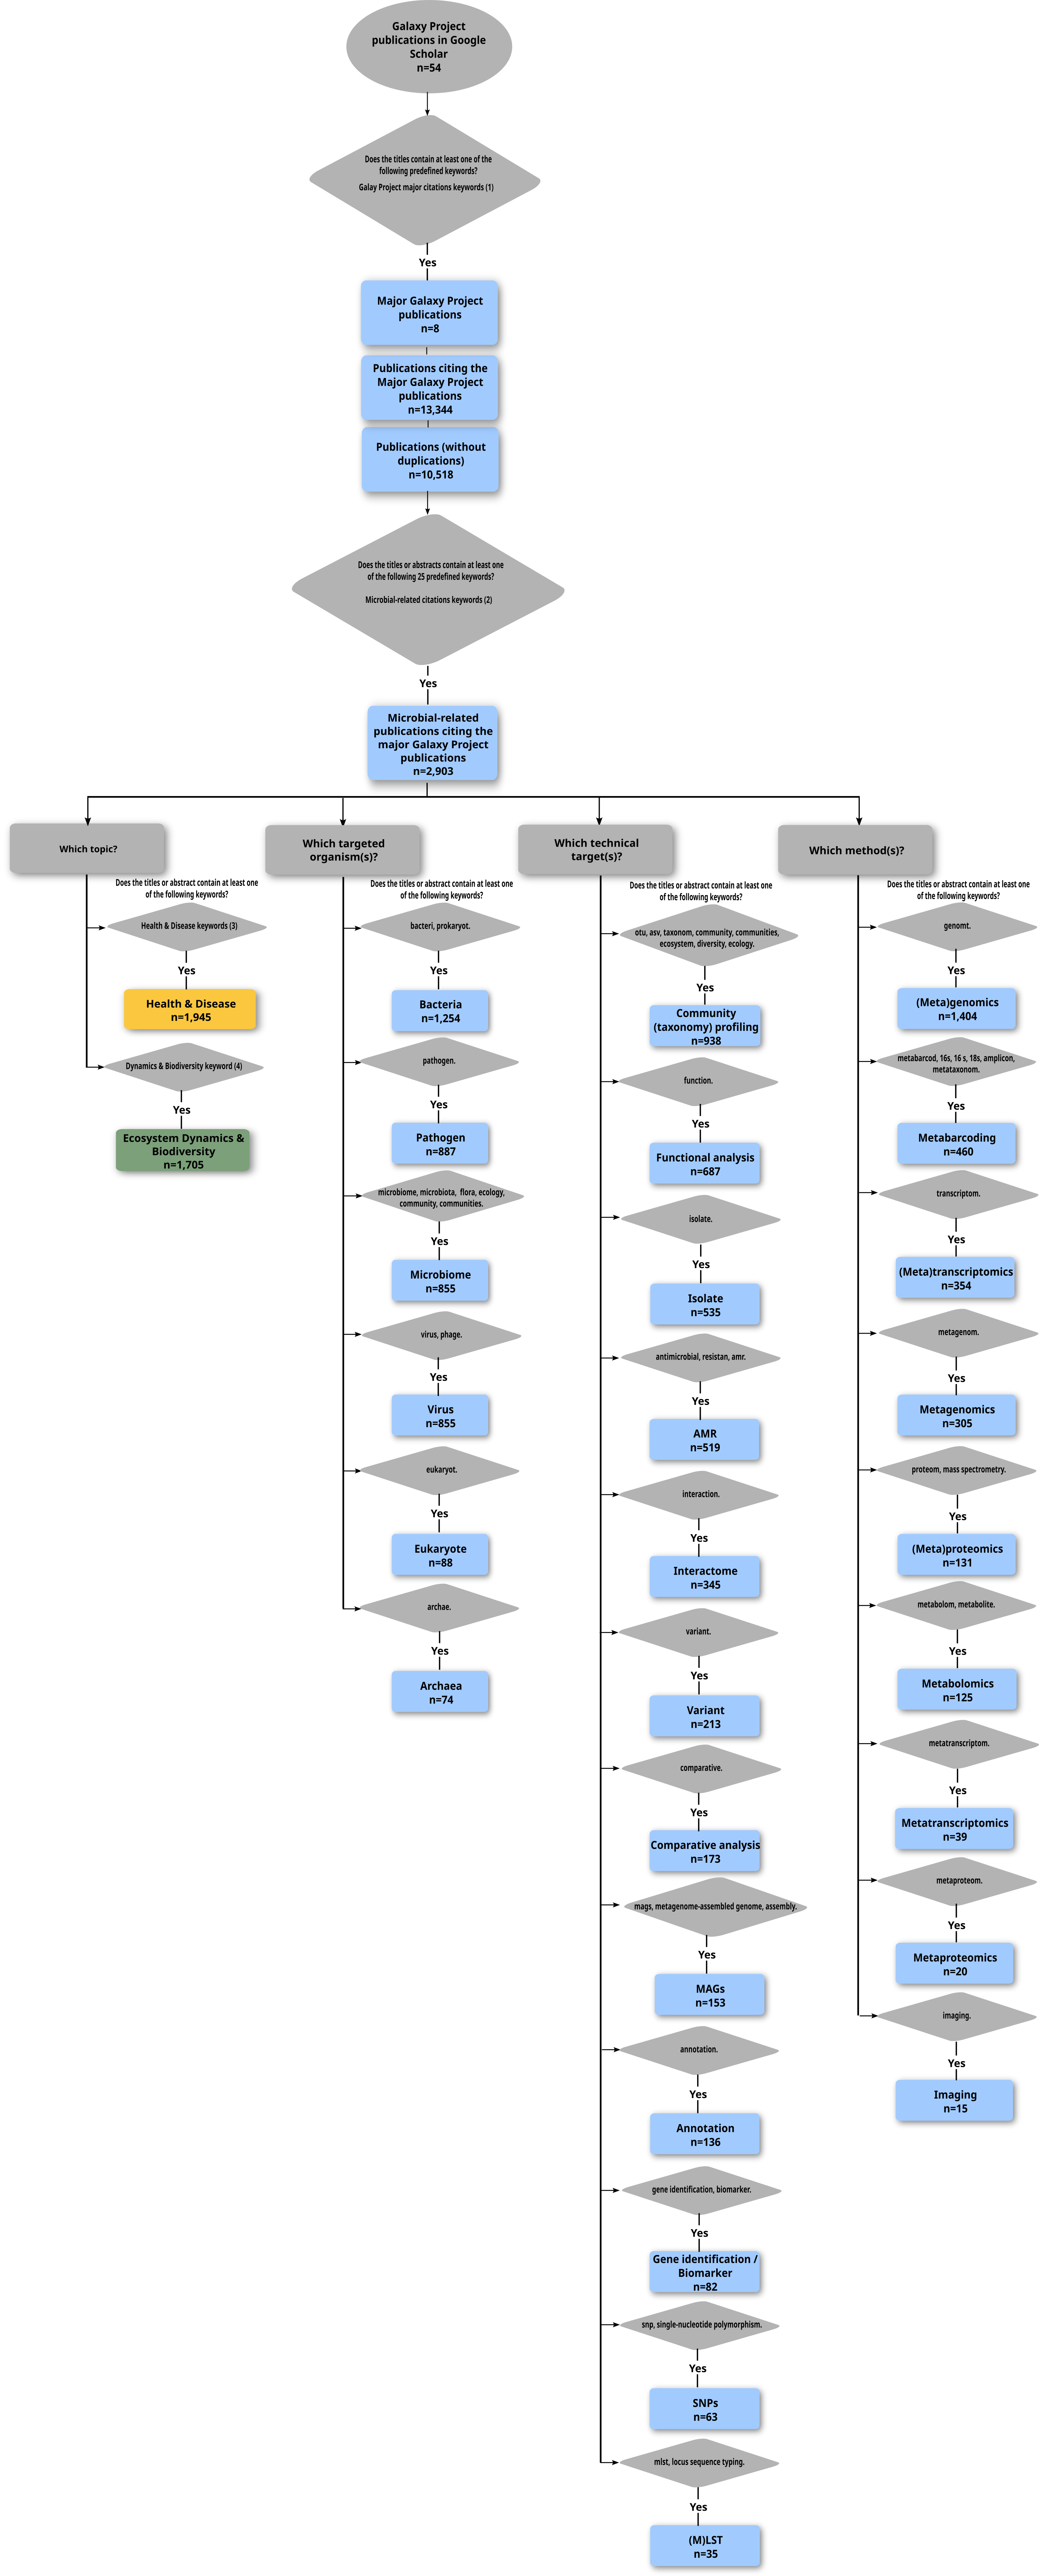 Galaxy Project
publications in Google
Scholar
n=54
Does the titles contain at least one of the
following predefined keywords?
Galay Project major citations keywords (1)
Yes
Major Galaxy Project
publications
n=8
Publications citing the
Major Galaxy Project
publications
n=13,344
Publications (without
duplications)
n=10,518
Does the titles or abstracts contain at least one
of the following 25 predefined keywords?
Microbial-related citations keywords (2)
Yes
Microbial-related
publications citing the
major Galaxy Project
publications
n=2,903
Which topic?
Does the titles or abstract contain at least one
of the following keywords?
Health & Disease keywords (3)
Yes
Health & Disease
n=1,945
Dynamics & Biodiversity keyword (4)
Yes
Ecosystem Dynamics &
Biodiversity
n=1,705
Which targeted
organism(s)?
Does the titles or abstract contain at least one
of the following keywords?
bacteri, prokaryot.
Yes
Bacteria
n=1,254
pathogen.
Yes
Pathogen
n=887
microbiome, microbiota, flora, ecology,
community, communities.
Yes
Microbiome
n=855
virus, phage.
Yes
Virus
n=855
eukaryot.
Yes
Eukaryote
n=88
archae.
Yes
Archaea
n=74
Which technical
target(s)?
Does the titles or abstract contain at least one
of the following keywords?
otu, asv, taxonom, community, communities,
ecosystem, diversity, ecology.
Yes
Community
(taxonomy) profiling
n=938
function.
Yes
Functional analysis
n=687
isolate.
Yes
Isolate
n=535
antimicrobial, resistan, amr.
Yes
AMR
n=519
interaction.
Yes
Interactome
n=345
variant.
Yes
Variant
n=213
comparative.
Yes
Comparative analysis
n=173
mags, metagenome-assembled genome, assembly.
Yes
MAGs
n=153
annotation.
Yes
Annotation
n=136
gene identification, biomarker.
Yes
Gene identification /
Biomarker
n=82
snp, single-nucleotide polymorphism.
Yes
SNPs
n=63
mlst, locus sequence typing.
Yes
(M)LST
n=35
Which method(s)?
Does the titles or abstract contain at least one
of the following keywords?
genomt.
Yes
(Meta)genomics
n=1,404
metabarcod, 16s, 16 s, 18s, amplicon,
metataxonom.
Yes
Metabarcoding
n=460
transcriptom.
Yes
(Meta)transcriptomics
n=354
metagenom.
Yes
Metagenomics
n=305
proteom, mass spectrometry.
Yes
(Meta)proteomics
n=131
metabolom, metabolite.
Yes
Metabolomics
n=125
metatranscriptom.
Yes
Metatranscriptomics
n=39
metaproteom.
Yes
Metaproteomics
n=20
imaging.
Yes
Imaging
n=15